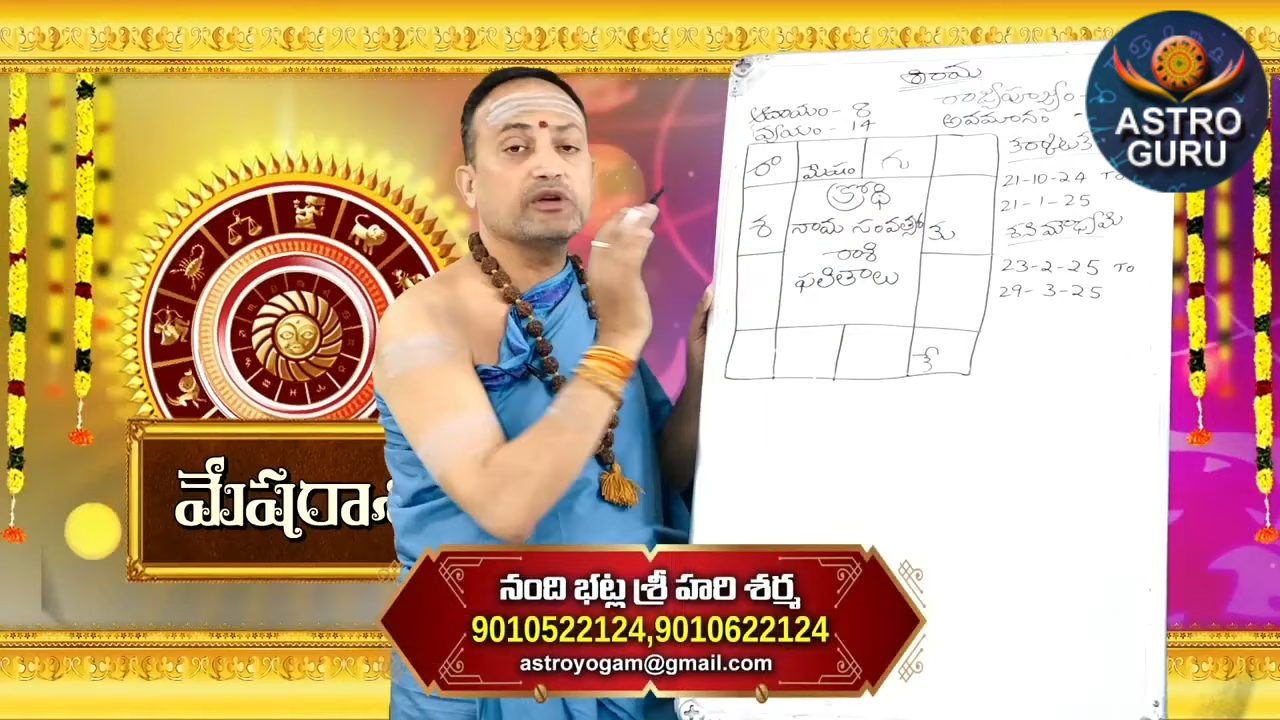 శ్రీరామ
ఆదాయం - 8
వ్యయం - 14
రాజ్యపూజ్యం -
అవమానం -
ASTRO
GURU
రా
మేషం
గు
21-10-24 TO
21-1-25
క్రోధి
శ
నామ సంవత్సర
రాశి
ఫలితాలు
23-2-25 TO
29-3-25
కే
మేషరాశి
నంది భట్ల శ్రీ హరి శర్మ
9010522124,9010622124
astroyogam@gmail.com